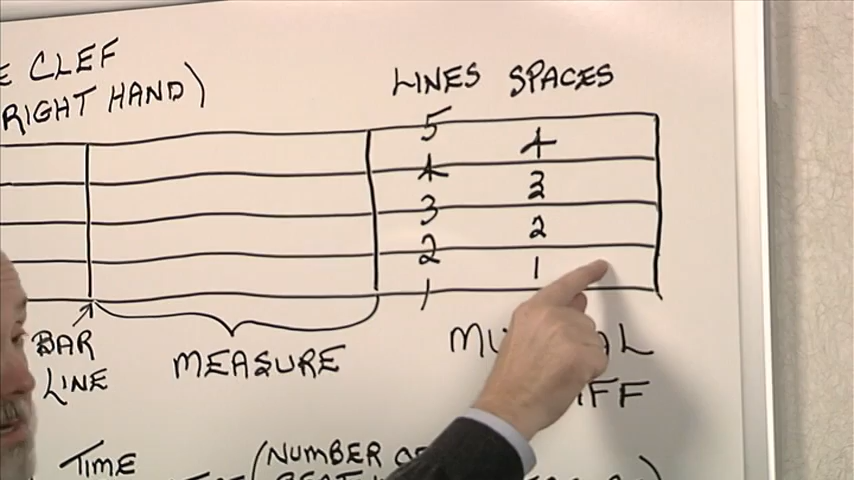 E CLEF
RIGHT HAND)
LINES SPACES
5
4
4
3
3
2
2
1
1
BAR
LINE
MEASURE
TIME
(NUMBER